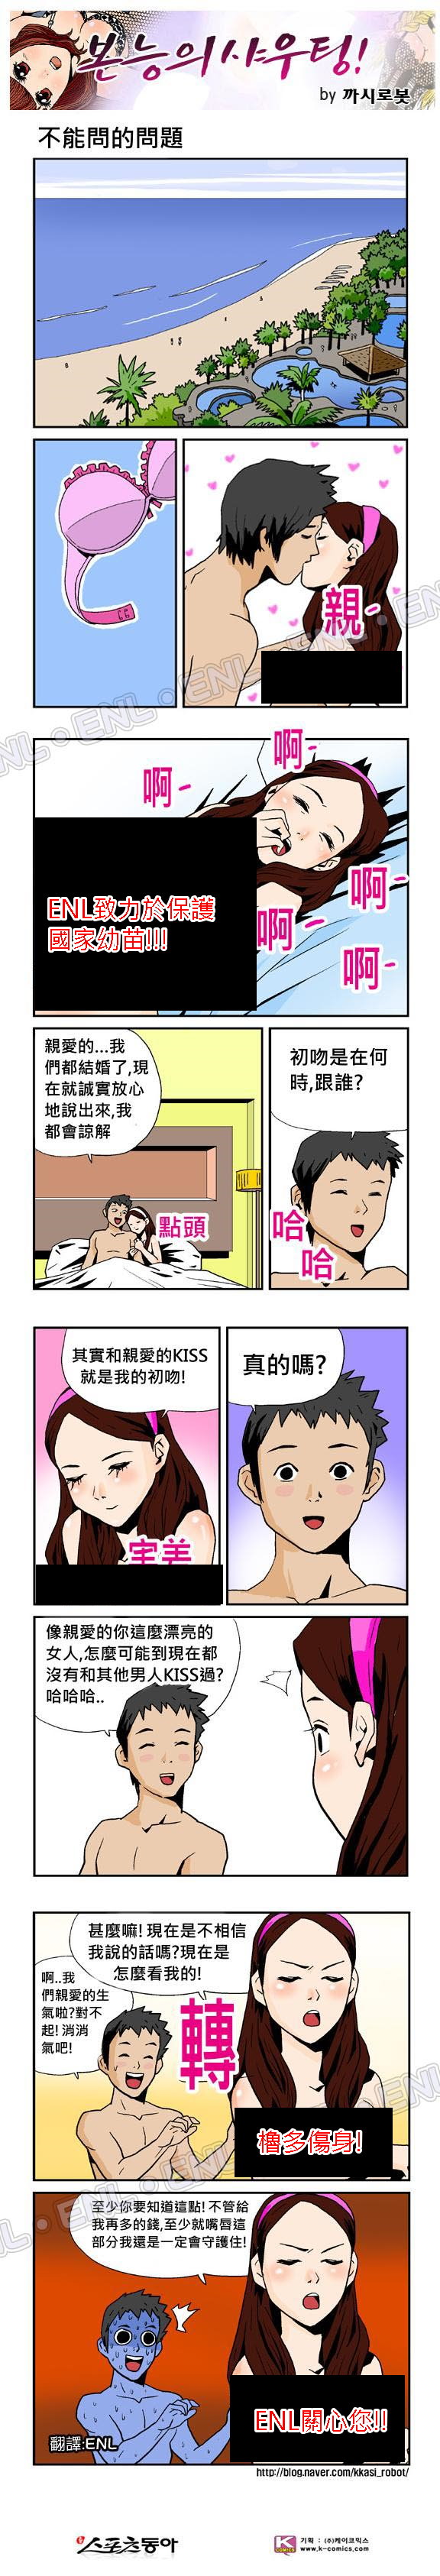 본능의 샤우팅!
by 까시로봇
不能問的問題
親-
ENL·ENL·ENL
啊-
啊-
啊-
啊-
啊-
ENL致力於保護
國家幼苗!!!
親愛的...我
們都結婚了,現
在就誠實放心
地說出來,我
都會諒解
點頭
初吻是在何
時,跟誰?
哈
哈
其實和親愛的KISS
就是我的初吻!
害羞
真的嗎?
像親愛的你這麼漂亮的
女人,怎麼可能到現在都
沒有和其他男人KISS過?
哈哈哈..
甚麼嘛! 現在是不相信
我說的話嗎?現在是
怎麼看我的!
啊..我
們親愛的生
氣啦?對不
起! 消消
氣吧!
轉
櫓多傷身!
ENL·ENL·ENL
至少你要知道這點! 不管給
我再多的錢,至少就嘴唇這
部分我還是一定會守護住!
ENL關心您!!
翻譯:ENL
http://blog.naver.com/kkasi_robot/
스포츠동아
K COMICS
기획 : (주)케이코믹스
www.k-comics.com